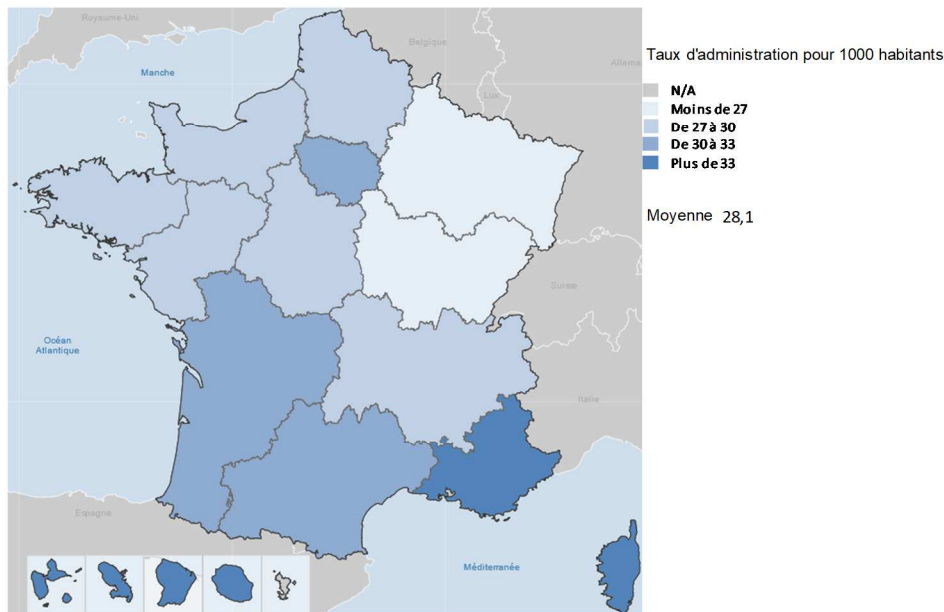 Royaume-Uni
Belgique
Manche
Lux.
Taux d'administration pour 1000 habitants
N/A
Moins de 27
De 27 à 30
De 30 à 33
Plus de 33
Moyenne 28,1
Suisse
Océan
Atlantique
Italie
Espagne
Méditerranée